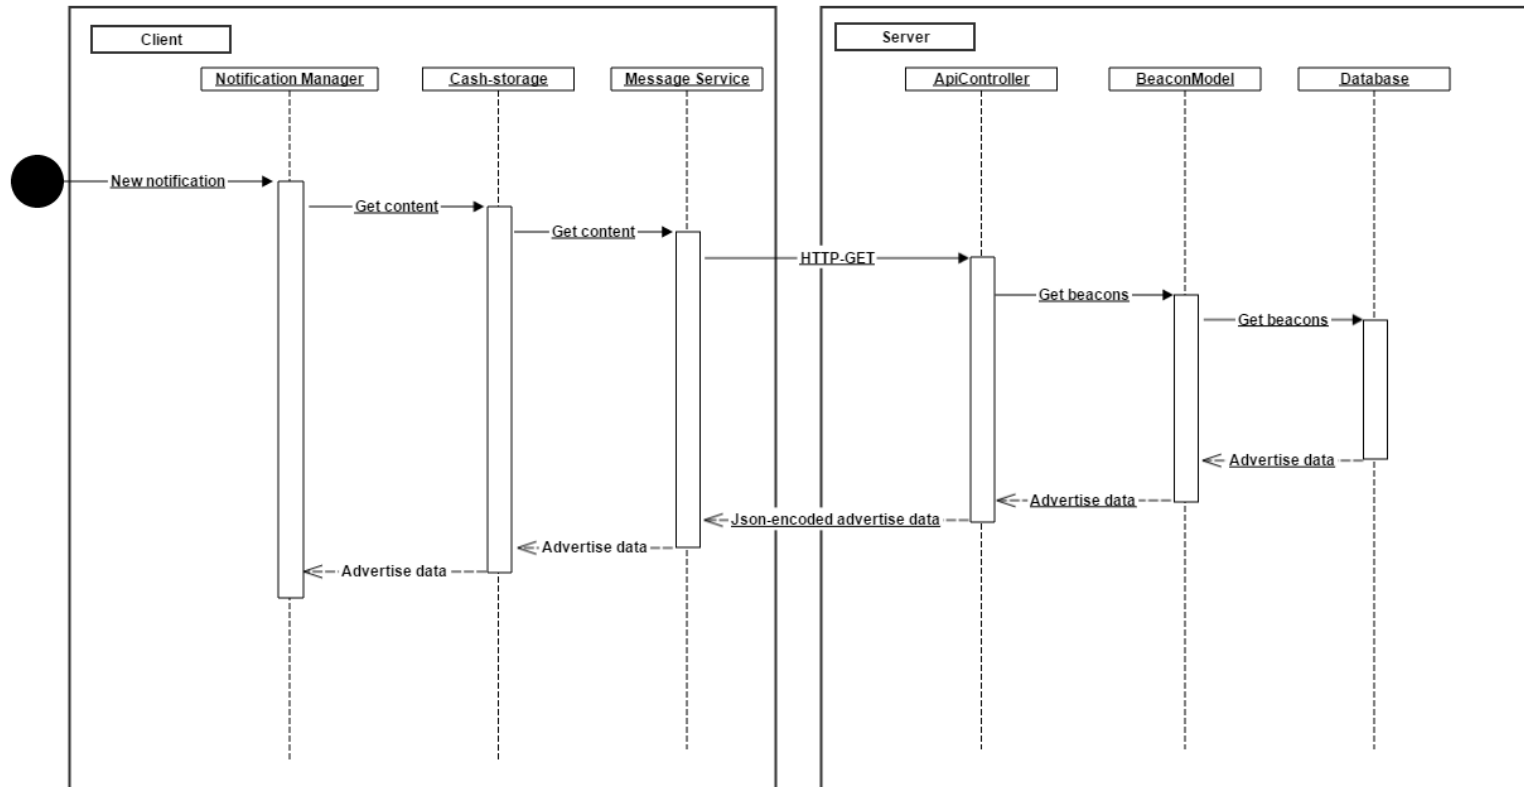 Client
Server
Notification Manager
Cash-storage
Message Service
ApiController
BeaconModel
Database
New notification
Get content
Get content
HTTP-GET
Get beacons
Get beacons
Advertise data
Advertise data
Json-encoded advertise data
Advertise data
Advertise data